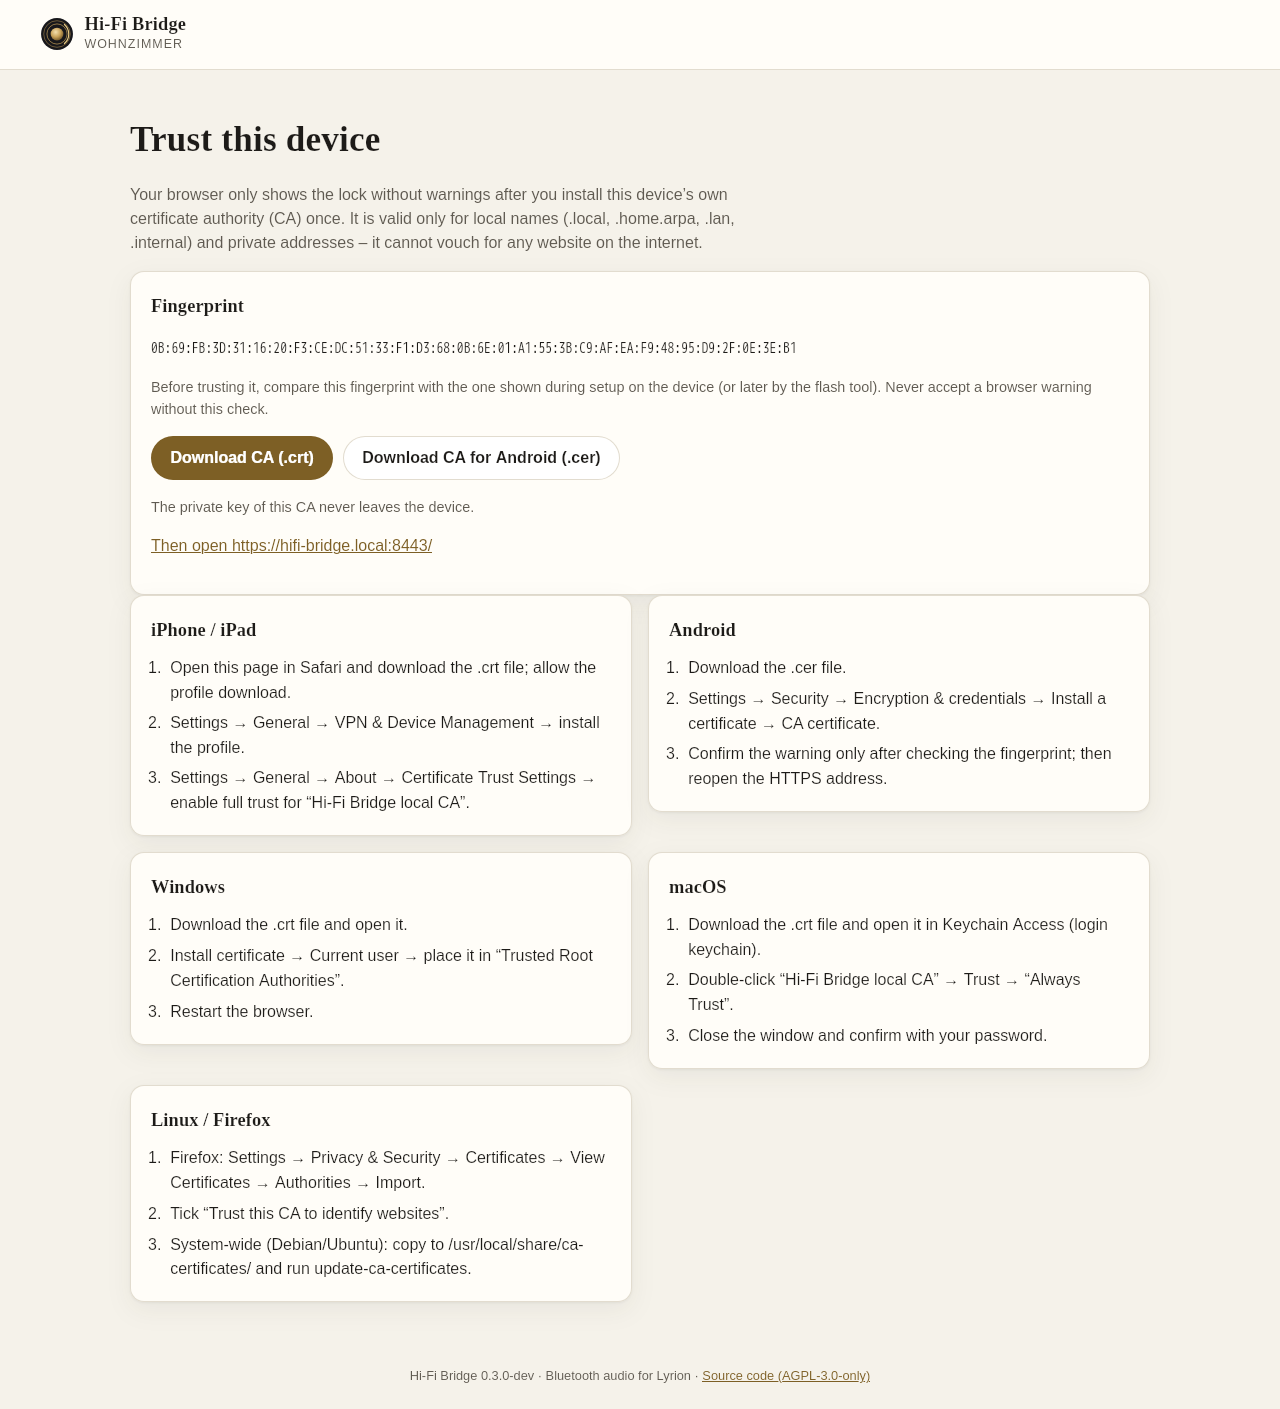 Hi-Fi Bridge
WOHNZIMMER
Trust this device
Your browser only shows the lock without warnings after you install this device’s own
certificate authority (CA) once. It is valid only for local names (.local, .home.arpa, .lan,
.internal) and private addresses – it cannot vouch for any website on the internet.
Fingerprint
0B:69:FB:3D:31:16:20:F3:CE:DC:51:33:F1:D3:68:0B:6E:01:A1:55:3B:C9:AF:EA:F9:48:95:D9:2F:0E:3E:B1
Before trusting it, compare this fingerprint with the one shown during setup on the device (or later by the flash tool). Never accept a browser warning
without this check.
Download CA (.crt)
Download CA for Android (.cer)
The private key of this CA never leaves the device.
Then open https://hifi-bridge.local:8443/
iPhone / iPad
1. Open this page in Safari and download the .crt file; allow the
profile download.
2. Settings → General → VPN & Device Management → install
the profile.
3. Settings → General → About → Certificate Trust Settings →
enable full trust for “Hi-Fi Bridge local CA”.
Android
1. Download the .cer file.
2. Settings → Security → Encryption & credentials → Install a
certificate → CA certificate.
3. Confirm the warning only after checking the fingerprint; then
reopen the HTTPS address.
Windows
1. Download the .crt file and open it.
2. Install certificate → Current user → place it in “Trusted Root
Certification Authorities”.
3. Restart the browser.
macOS
1. Download the .crt file and open it in Keychain Access (login
keychain).
2. Double-click “Hi-Fi Bridge local CA” → Trust → “Always
Trust”.
3. Close the window and confirm with your password.
Linux / Firefox
1. Firefox: Settings → Privacy & Security → Certificates → View
Certificates → Authorities → Import.
2. Tick “Trust this CA to identify websites”.
3. System-wide (Debian/Ubuntu): copy to /usr/local/share/ca-
certificates/ and run update-ca-certificates.
Hi-Fi Bridge 0.3.0-dev · Bluetooth audio for Lyrion · Source code (AGPL-3.0-only)